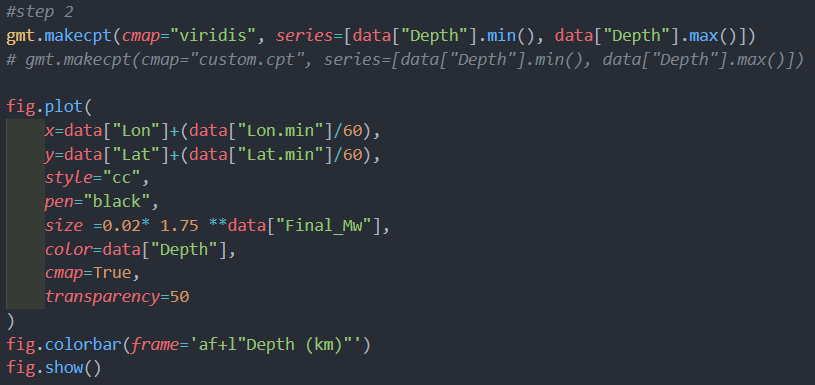 #step 2
gmt.makecpt(cmap="viridis", series=[data["Depth"].min(), data["Depth"].max()])
# gmt.makecpt(cmap="custom.cpt", series=[data["Depth"].min(), data["Depth"].max()])
fig.plot(
    x=data["Lon"]+(data["Lon.min"]/60),
    y=data["Lat"]+(data["Lat.min"]/60),
    style="cc",
    pen="black",
    size =0.02* 1.75 **data["Final_Mw"],
    color=data["Depth"],
    cmap=True,
    transparency=50
)
fig.colorbar(frame='af+l"Depth (km)"')
fig.show()